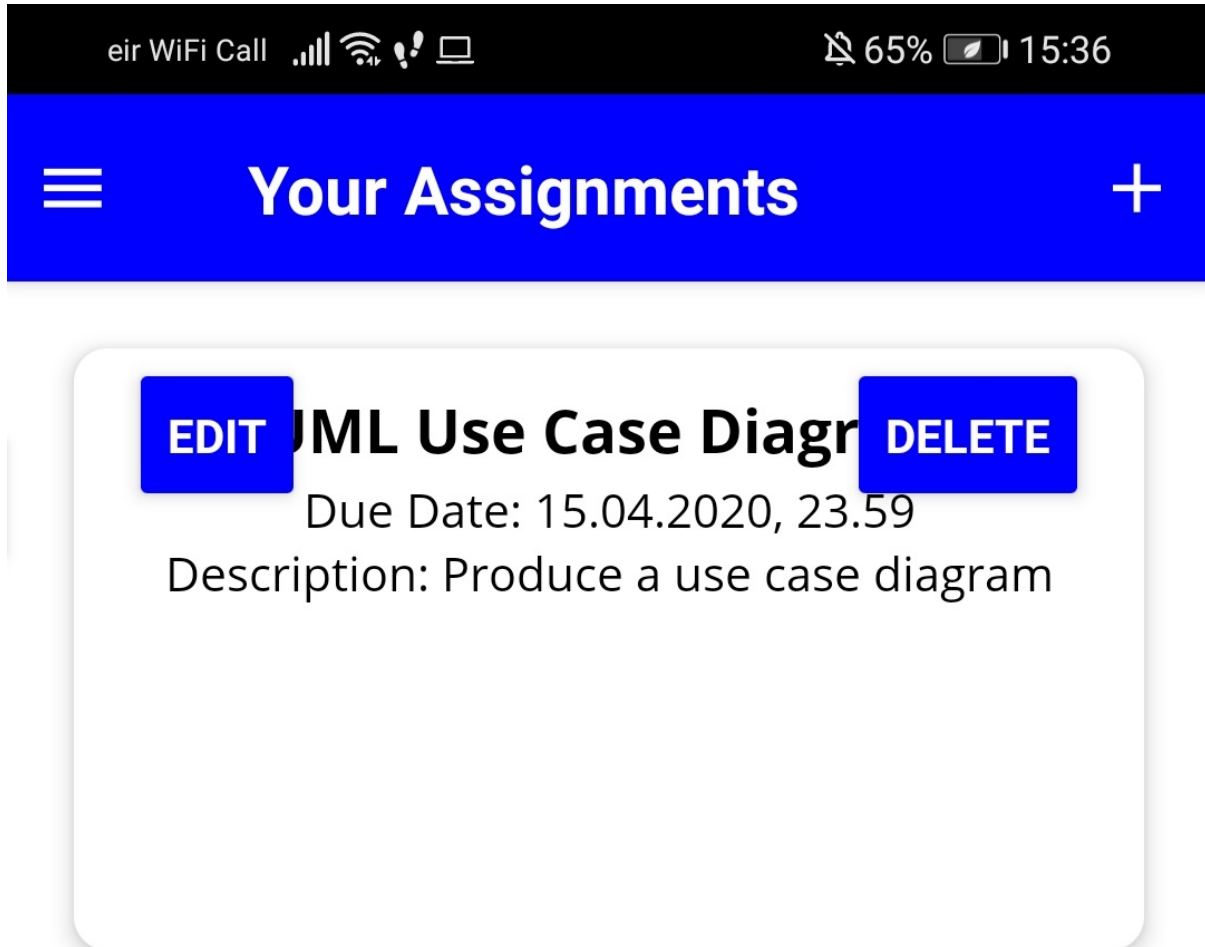 eir WiFi Call 65% 15:36
Your Assignments
EDIT ML Use Case Diagr DELETE
Due Date: 15.04.2020, 23.59
Description: Produce a use case diagram